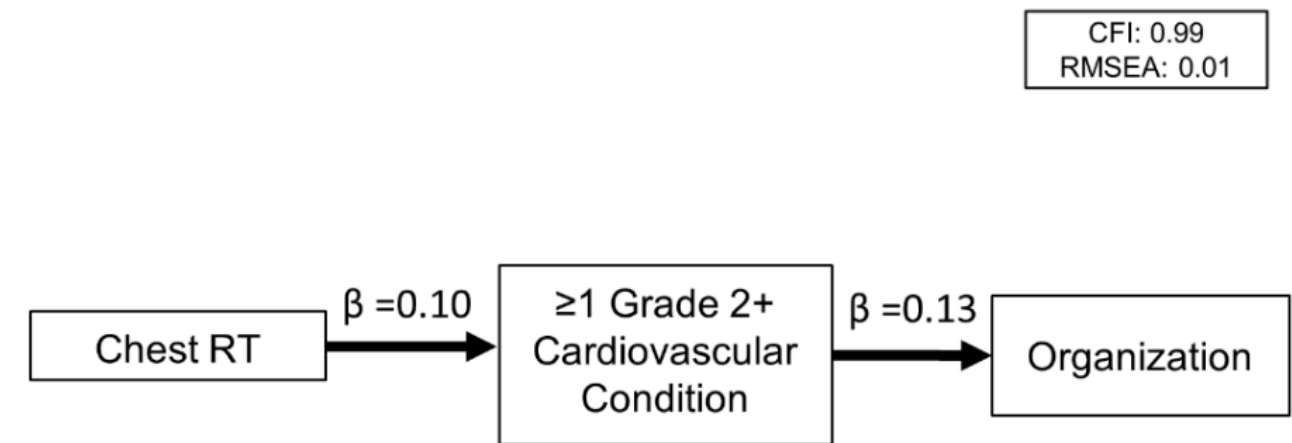 CFI: 0.99
RMSEA: 0.01
Chest RT
β =0.10
≥1 Grade 2+
Cardiovascular
Condition
β =0.13
Organization